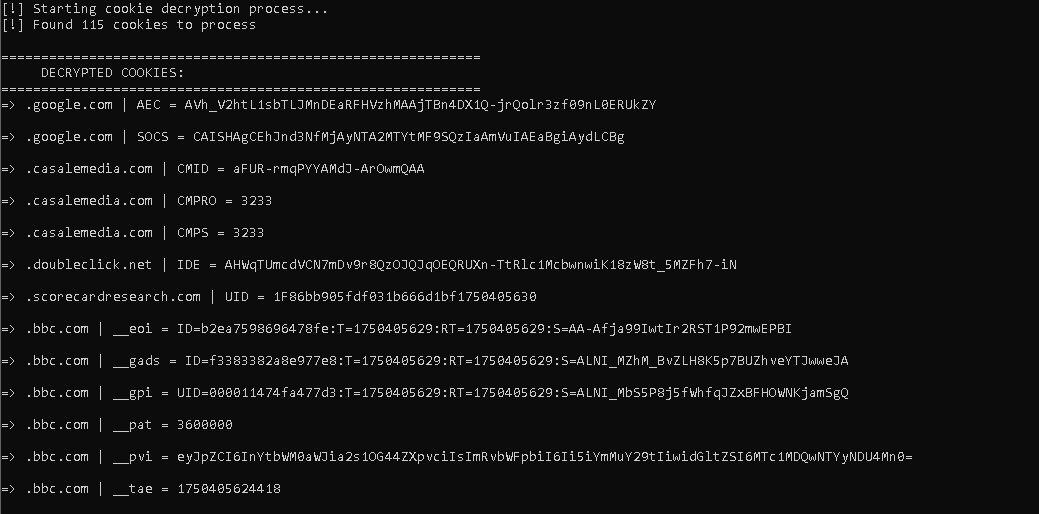 [!] Starting cookie decryption process...
[!] Found 115 cookies to process
============================================================
DECRYPTED COOKIES:
============================================================
=> .google.com | AEC = AVh_V2htL1sbTLJMnDEaRFHVzhMAAjTBn4DX1Q-jrQolr3zf09nL0ERUkZY
=> .google.com | SOCS = CAISHAgCEhJnd3NfMjAyNTA2MTYtMF9SQzIaAmVuIAEaBgiAydLCBg
=> .casalemedia.com | CMID = aFUR-rmqPYYAMdJ-ArOwmQAA
=> .casalemedia.com | CMPRO = 3233
=> .casalemedia.com | CMPS = 3233
=> .doubleclick.net | IDE = AHWqTUmcdVCN7mDv9r8QzOJQJqOEQRUXn-TtRlc1McbwnwiK18zW8t_5MZFh7-iN
=> .scorecardresearch.com | UID = 1F86bb905fdf031b666d1bf1750405630
=> .bbc.com | __eoi = ID=b2ea7598696478fe:T=1750405629:RT=1750405629:S=AA-Afja99IwtIr2RST1P92mwEPBI
=> .bbc.com | __gads = ID=f3383382a8e977e8:T=1750405629:RT=1750405629:S=ALNI_MZhM_BvZLH8K5p7BUZhveYTJwweJA
=> .bbc.com | __gpi = UID=000011474fa477d3:T=1750405629:RT=1750405629:S=ALNI_MbS5P8j5fWhfqJZxBFHOWNKjamSgQ
=> .bbc.com | __pat = 3600000
=> .bbc.com | __pvi = eyJpZCI6InYtbWM0aWJia2s1OG44ZXpvciIsImRvbWFpbiI6Ii5iYmMuY29tIiwidGltZSI6MTc1MDQwNTYyNDU4Mn0=
=> .bbc.com | __tae = 1750405624418